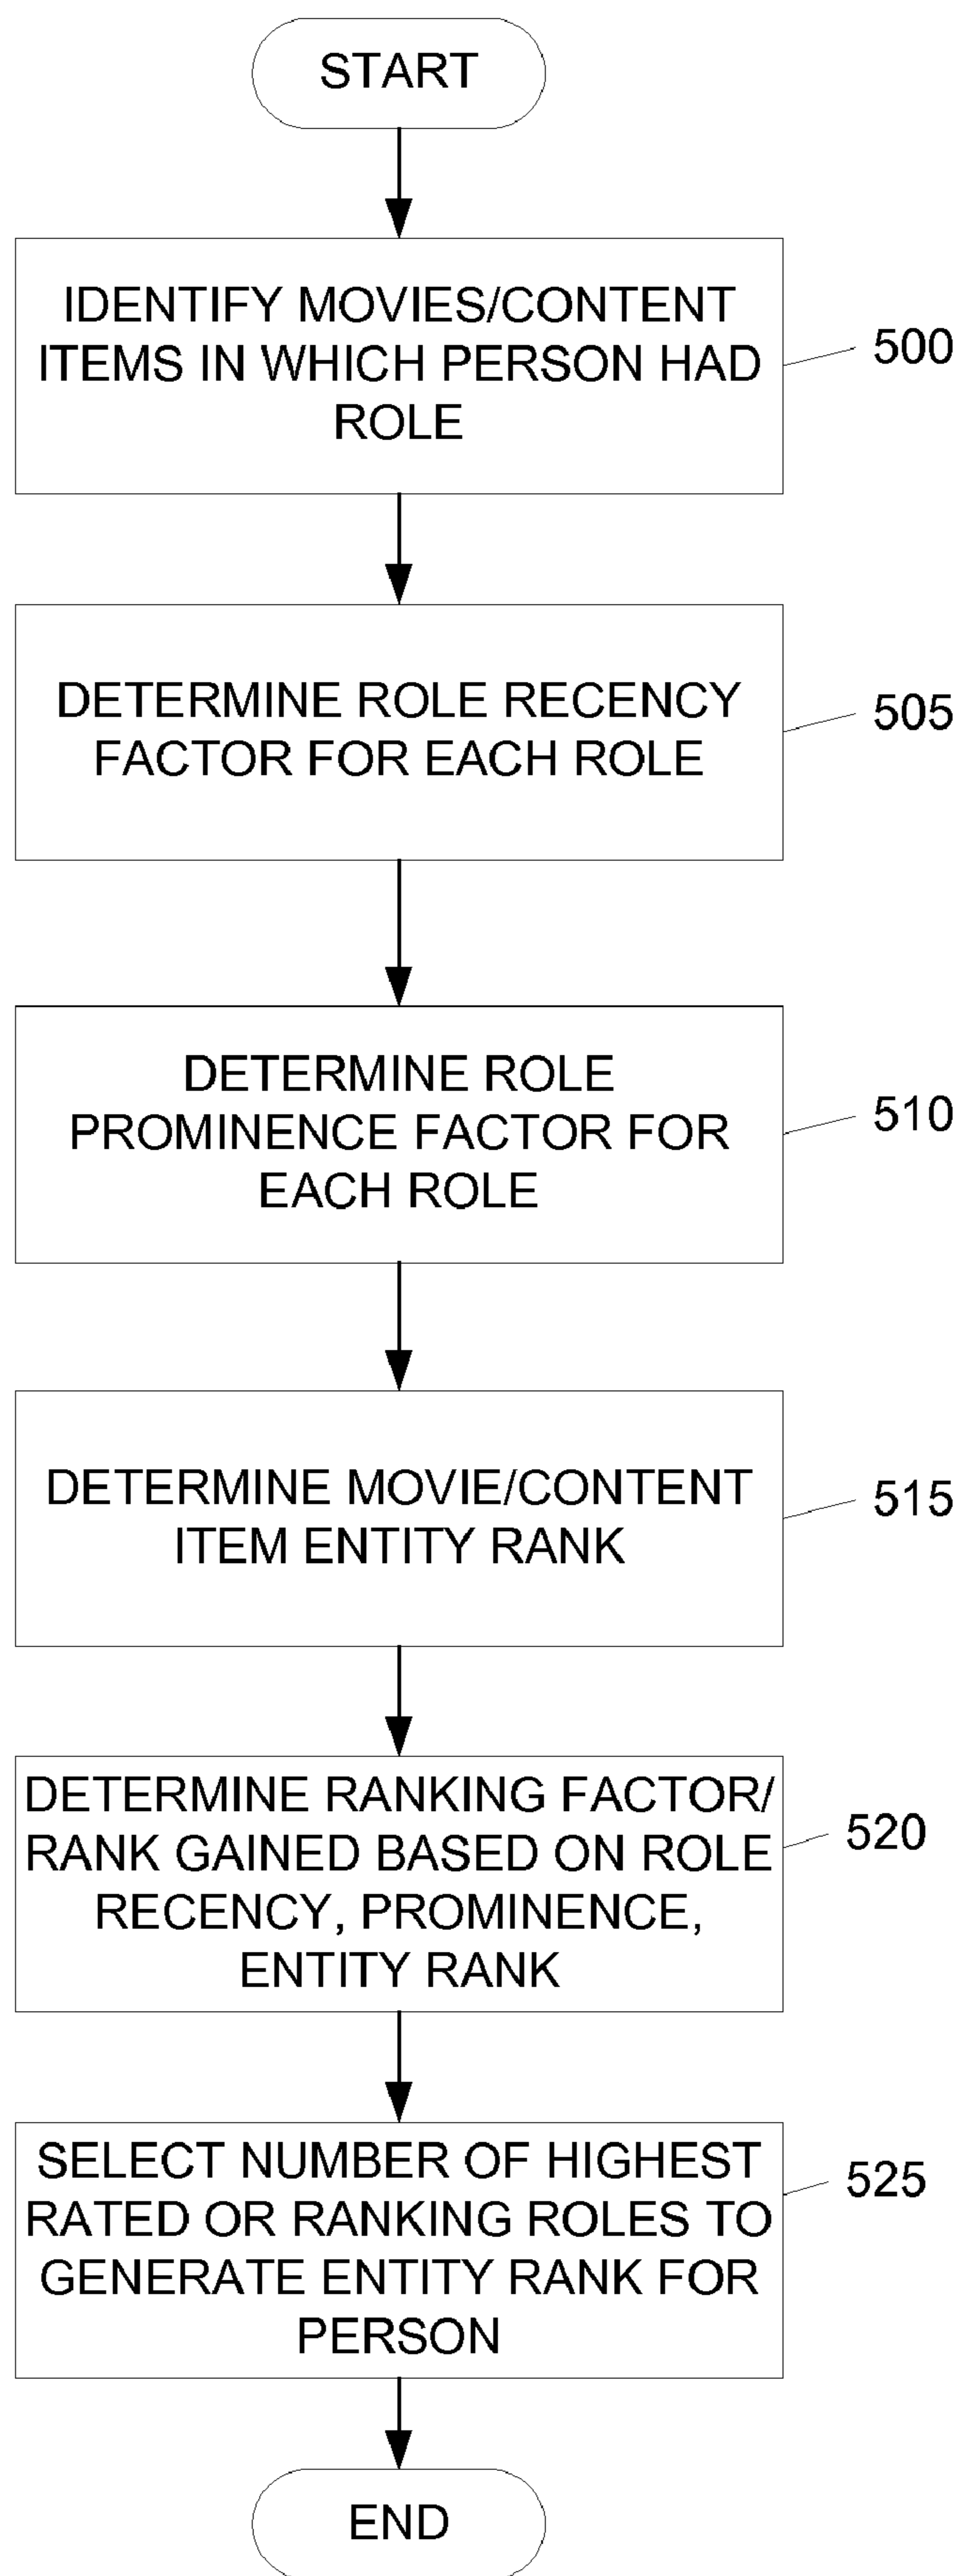 START
IDENTIFY MOVIES/CONTENT
ITEMS IN WHICH PERSON HAD
ROLE
500
DETERMINE ROLE RECENCY
FACTOR FOR EACH ROLE
505
DETERMINE ROLE
PROMINENCE FACTOR FOR
EACH ROLE
510
DETERMINE MOVIE/CONTENT
ITEM ENTITY RANK
515
DETERMINE RANKING FACTOR/
RANK GAINED BASED ON ROLE
RECENCY, PROMINENCE,
ENTITY RANK
520
SELECT NUMBER OF HIGHEST
RATED OR RANKING ROLES TO
GENERATE ENTITY RANK FOR
PERSON
525
END